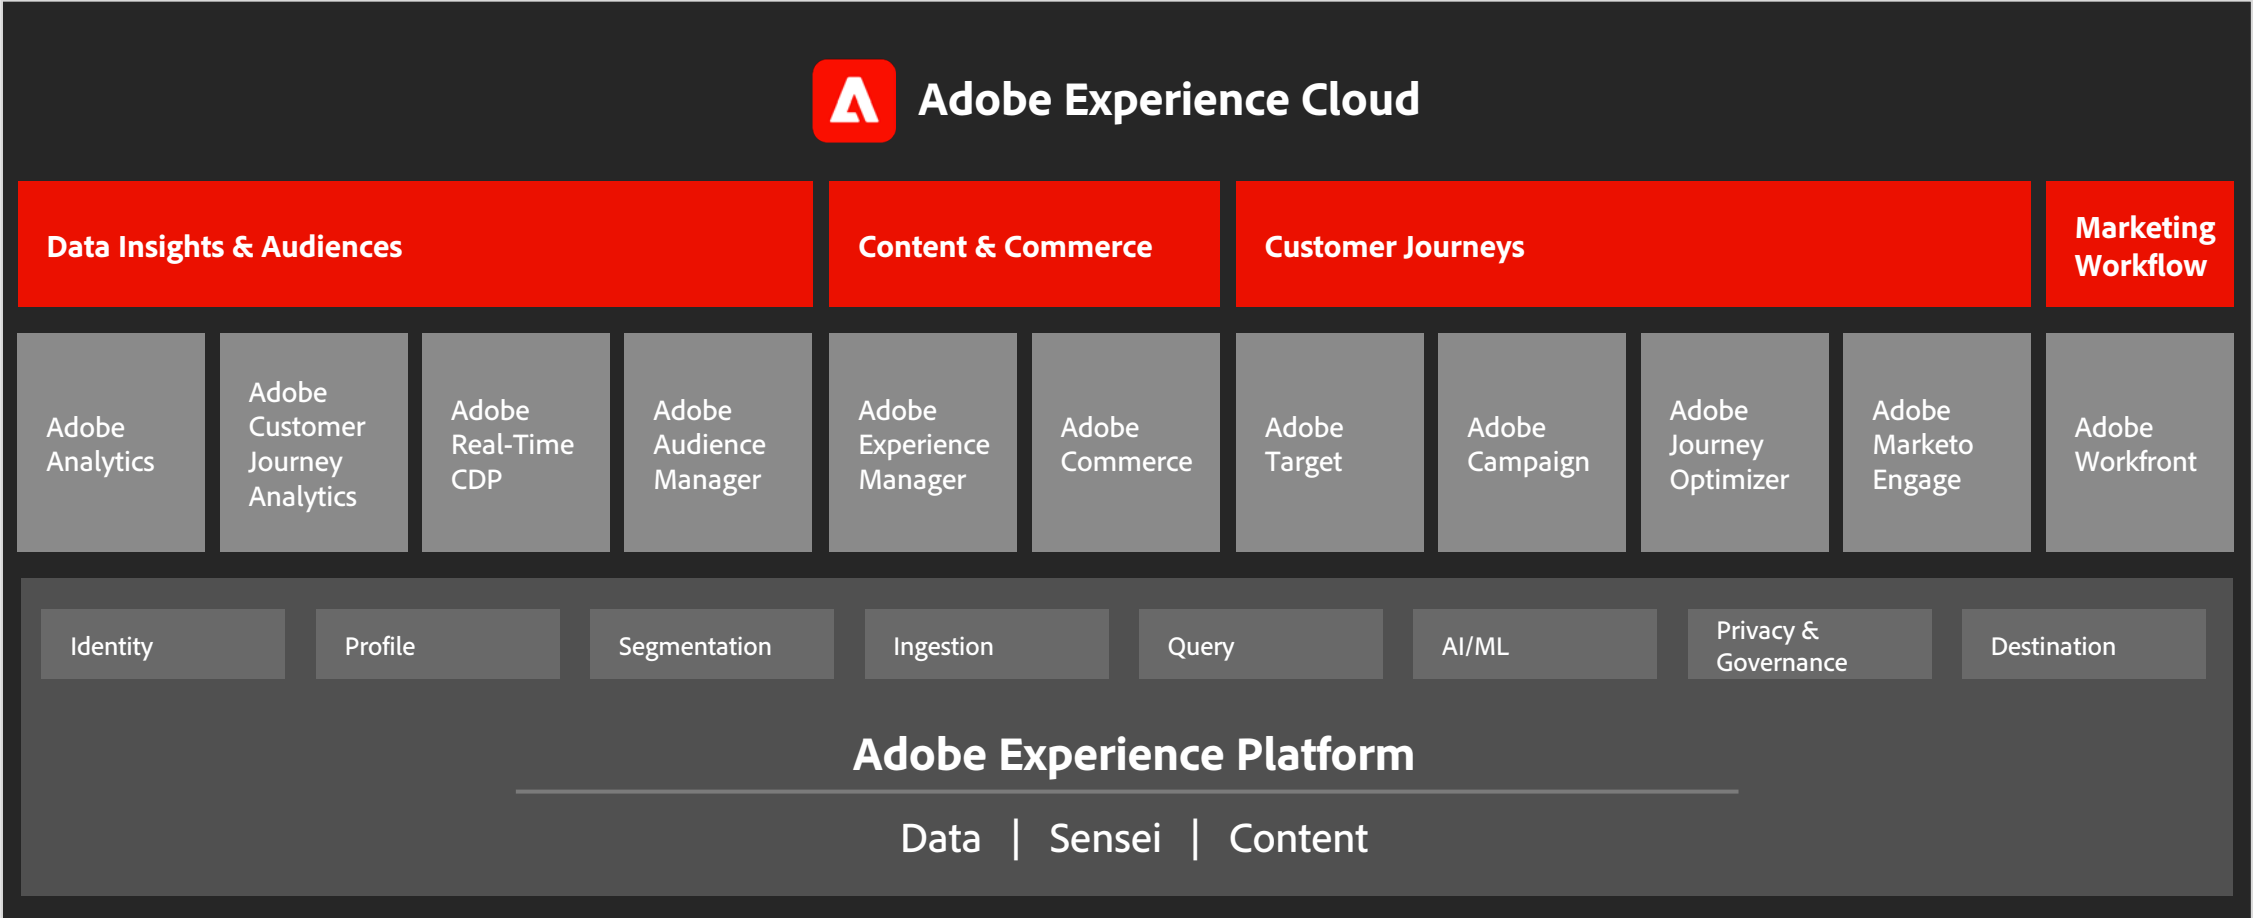 Adobe Experience Cloud
Data Insights & Audiences
Content & Commerce
Customer Journeys
Marketing
Workflow
Adobe
Analytics
Adobe
Customer
Journey
Analytics
Adobe
Real-Time
CDP
Adobe
Audience
Manager
Adobe
Experience
Manager
Adobe
Commerce
Adobe
Target
Adobe
Campaign
Adobe
Journey
Optimizer
Adobe
Marketo
Engage
Adobe
Workfront
Identity
Profile
Segmentation
Ingestion
Query
AI/ML
Privacy &
Governance
Destination
Adobe Experience Platform
Data | Sensei | Content